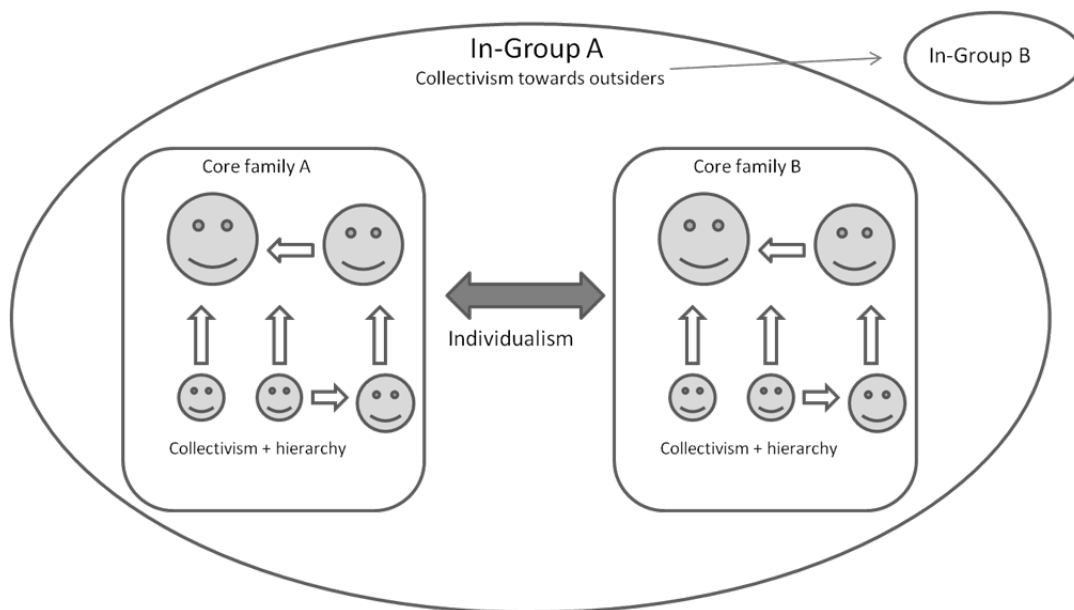 In-Group A
Collectivism towards outsiders
In-Group B
Core family A
Core family B
Individualism
Collectivism + hierarchy
Collectivism + hierarchy